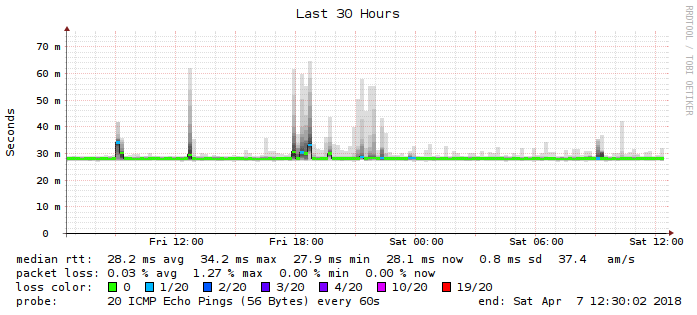 Last 30 Hours
RRDTOOL / TOBI OETIKER
Seconds
70 m
60 m
50 m
40 m
30 m
20 m
10 m
0
Fri 12:00 Fri 18:00 Sat 00:00 Sat 06:00 Sat 12:00
median rtt: 28.2 ms avg 34.2 ms max 27.9 ms min 28.1 ms now 0.8 ms sd 37.4 am/s
packet loss: 0.03 % avg 1.27 % max 0.00 % min 0.00 % now
loss color: 0 1/20 2/20 3/20 4/20 10/20 19/20
probe: 20 ICMP Echo Pings (56 Bytes) every 60s end: Sat Apr 7 12:30:02 2018